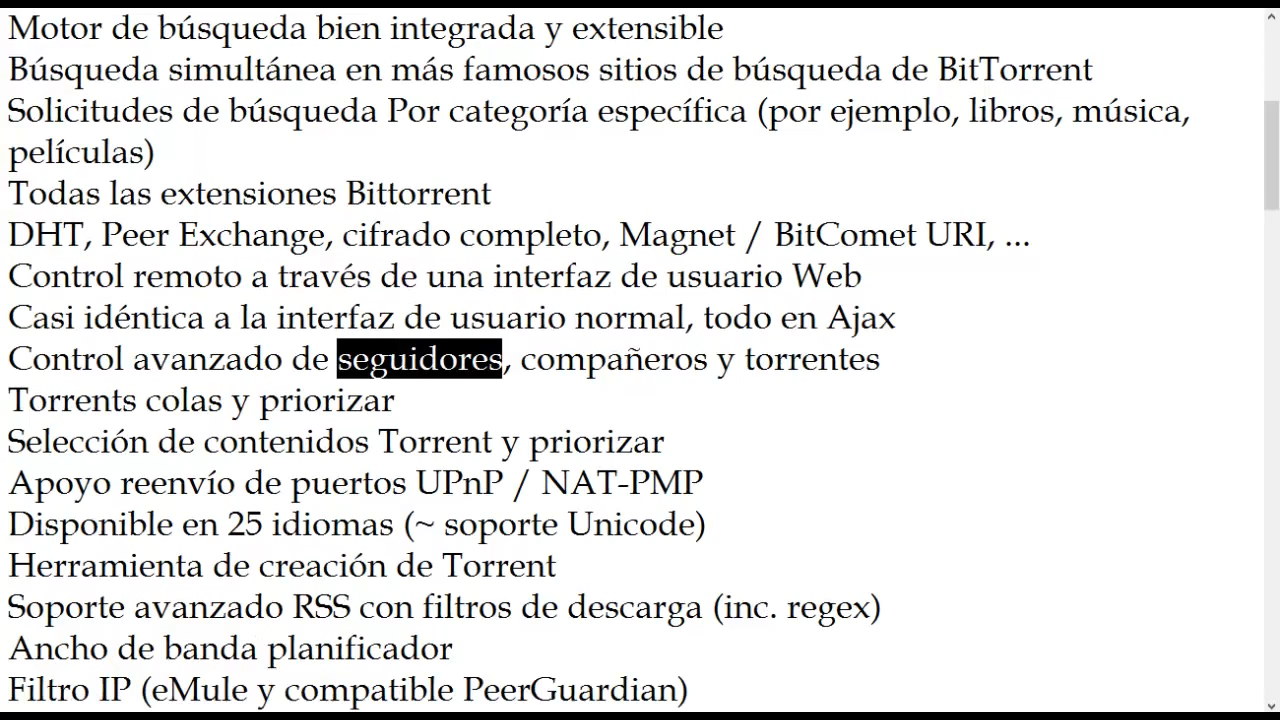 Motor de búsqueda bien integrada y extensible
Búsqueda simultánea en más famosos sitios de búsqueda de BitTorrent
Solicitudes de búsqueda Por categoría específica (por ejemplo, libros, música,
películas)
Todas las extensiones Bittorrent
DHT, Peer Exchange, cifrado completo, Magnet / BitComet URI, ...
Control remoto a través de una interfaz de usuario Web
Casi idéntica a la interfaz de usuario normal, todo en Ajax
Control avanzado de seguidores, compañeros y torrentes
Torrents colas y priorizar
Selección de contenidos Torrent y priorizar
Apoyo reenvío de puertos UPnP / NAT-PMP
Disponible en 25 idiomas (~ soporte Unicode)
Herramienta de creación de Torrent
Soporte avanzado RSS con filtros de descarga (inc. regex)
Ancho de banda planificador
Filtro IP (eMule y compatible PeerGuardian)